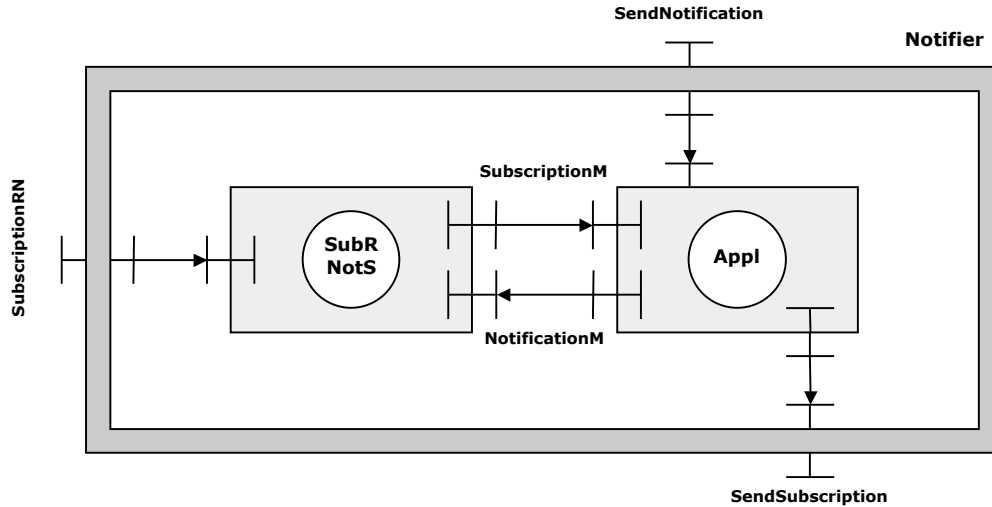 SendNotification
Notifier
SubscriptionM
SubscriptionRN
SubR
NotS
Appl
NotificationM
SendSubscription